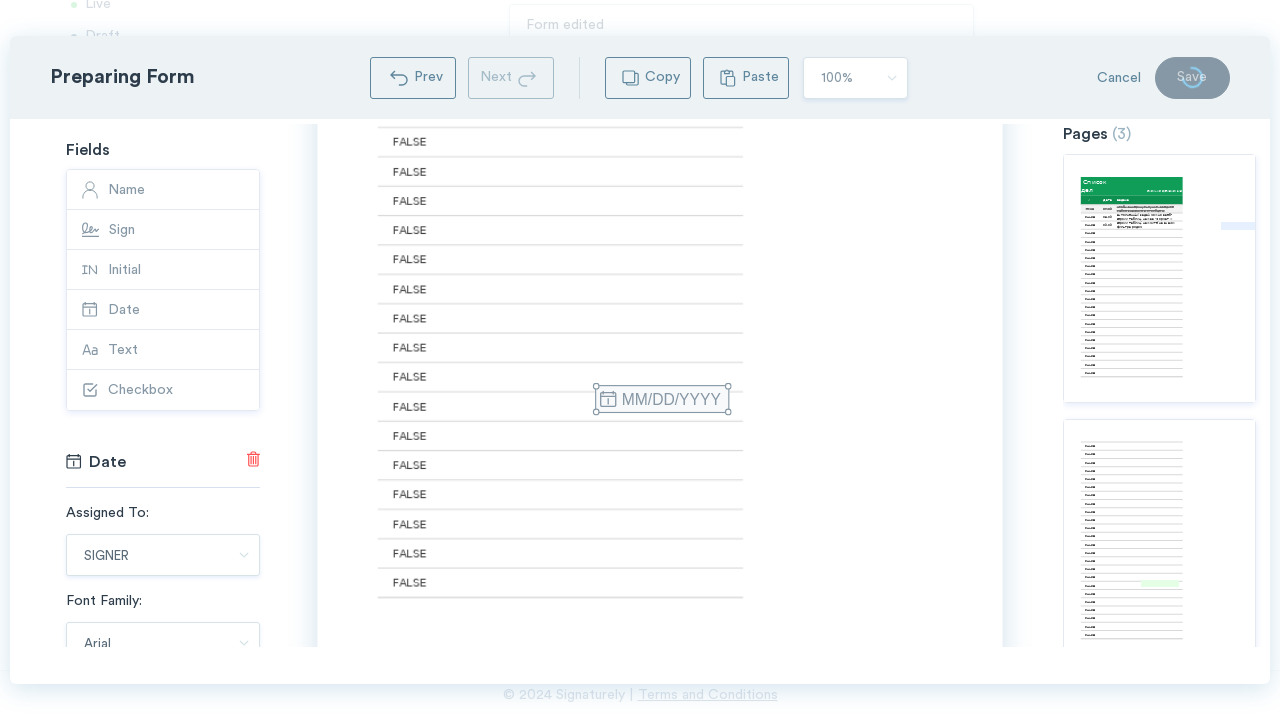 Live
Form edited
Draft
Preparing Form
Prev
Next
Copy
Paste
100%
Cancel
Save
Fields
Name
Sign
Initial
Date
Text
Checkbox
Date
Assigned To:
SIGNER
Font Family:
Arial
FALSE
FALSE
FALSE
FALSE
FALSE
FALSE
FALSE
FALSE
FALSE
MM/DD/YYYY
FALSE
FALSE
FALSE
FALSE
FALSE
FALSE
FALSE
Pages (3)
Список
дел
© 2024 Signaturely | Terms and Conditions